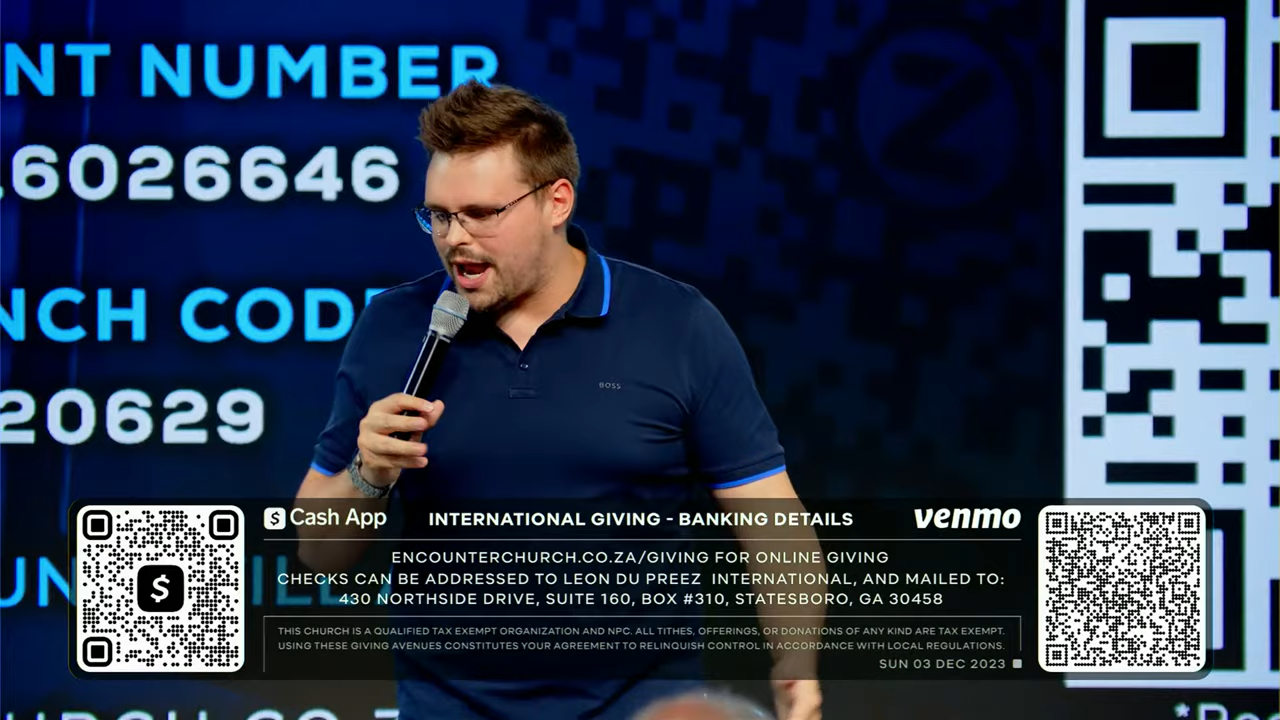 NT NUMBER
6026646
NCH COD
20629
BOSS
Cash App
INTERNATIONAL GIVING - BANKING DETAILS
venmo
ENCOUNTERCHURCH.CO.ZA/GIVING FOR ONLINE GIVING
CHECKS CAN BE ADDRESSED TO LEON DU PREEZ INTERNATIONAL, AND MAILED TO:
430 NORTHSIDE DRIVE, SUITE 160, BOX #310, STATESBORO, GA 30458
THIS CHURCH IS A QUALIFIED TAX EXEMPT ORGANIZATION AND NPC. ALL TITHES, OFFERINGS, OR DONATIONS OF ANY KIND ARE TAX EXEMPT.
USING THESE GIVING AVENUES CONSTITUTES YOUR AGREEMENT TO RELINQUISH CONTROL IN ACCORDANCE WITH LOCAL REGULATIONS.
SUN 03 DEC 2023